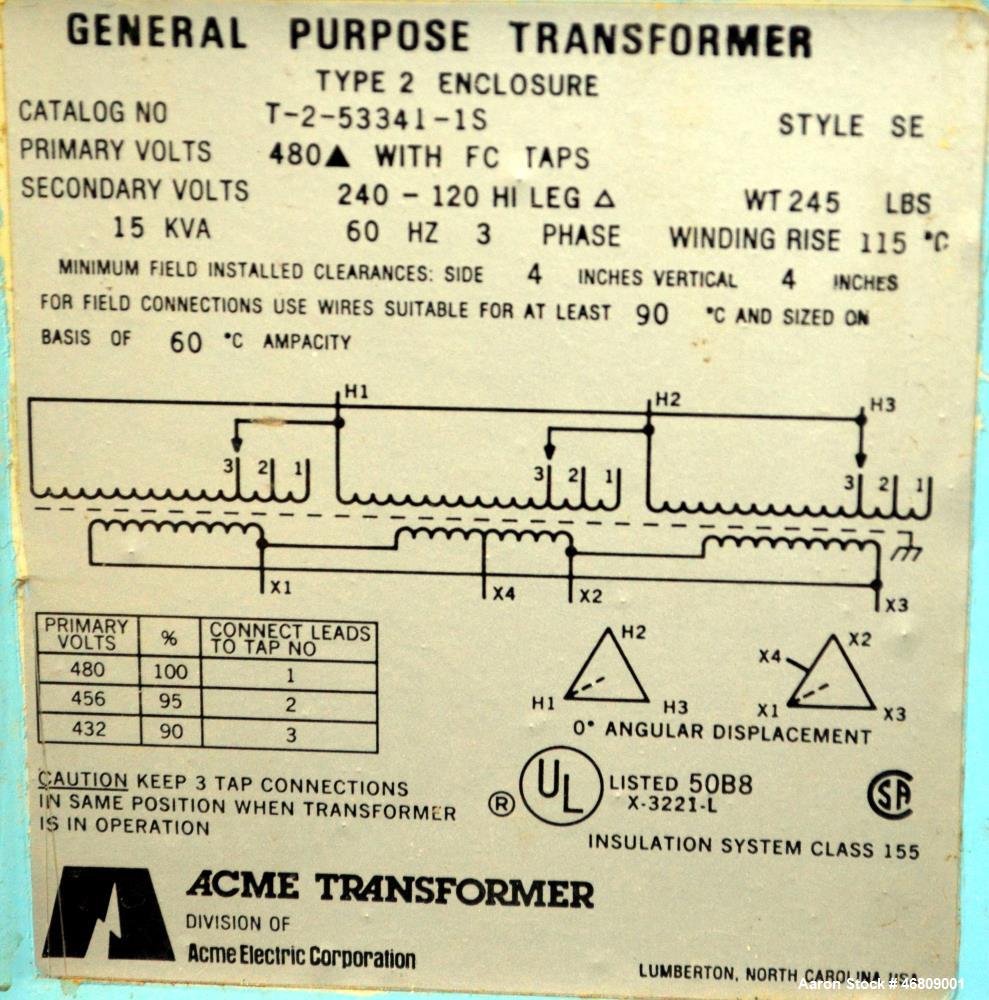 GENERAL PURPOSE TRANSFORMER
TYPE 2 ENCLOSURE
CATALOG NO T-2-53341-1S STYLE SE
PRIMARY VOLTS 480▲ WITH FC TAPS
SECONDARY VOLTS 240 - 120 HI LEG △ WT 245 LBS
15 KVA 60 HZ 3 PHASE WINDING RISE 115 °C
MINIMUM FIELD INSTALLED CLEARANCES: SIDE 4 INCHES VERTICAL 4 INCHES
FOR FIELD CONNECTIONS USE WIRES SUITABLE FOR AT LEAST 90 °C AND SIZED ON
BASIS OF 60 °C AMPACITY
H1 H2 H3
3 2 1 3 2 1 3 2 1
X1 X4 X2 X3
PRIMARY VOLTS % CONNECT LEADS TO TAP NO
480 100 1
456 95 2
432 90 3
H2
H1 H3
X4 X2
X1 X3
0° ANGULAR DISPLACEMENT
CAUTION KEEP 3 TAP CONNECTIONS
IN SAME POSITION WHEN TRANSFORMER
IS IN OPERATION
® UL LISTED 50B8
X-3221-L
SA
INSULATION SYSTEM CLASS 155
ACME TRANSFORMER
DIVISION OF
Acme Electric Corporation
LUMBERTON, NORTH CAROLINA USA
Aaron Stock # 46809001